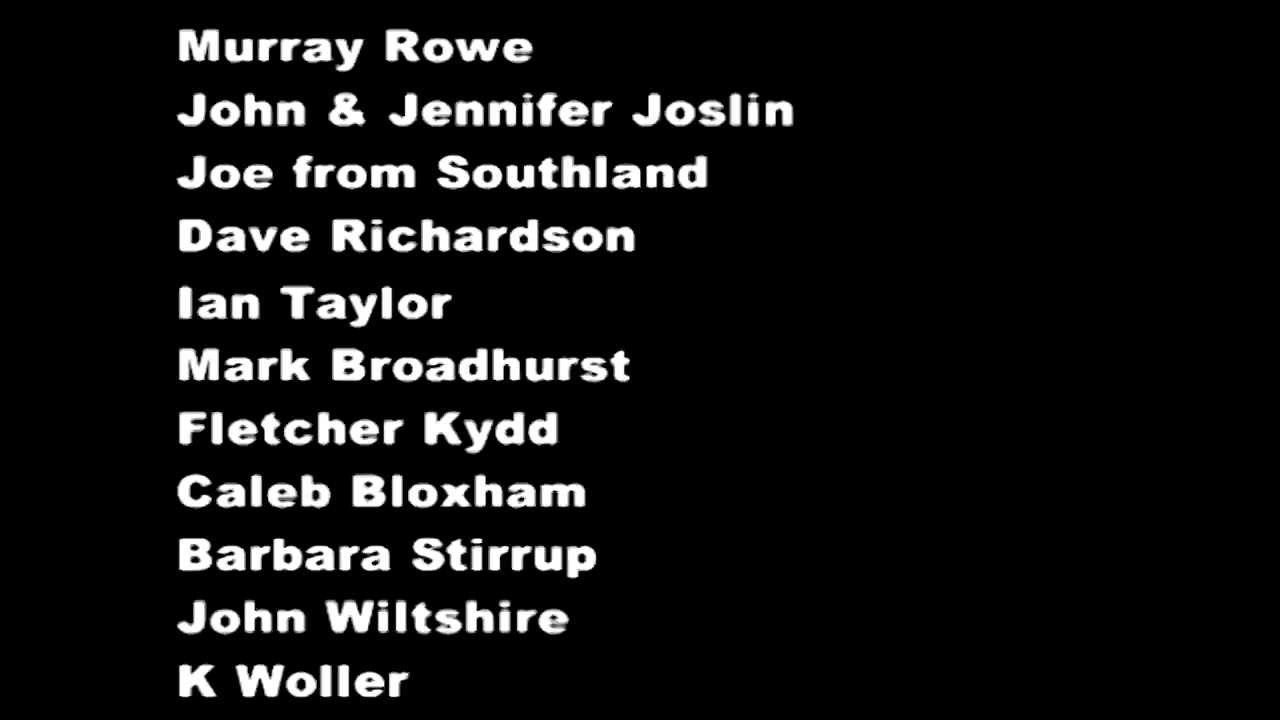 Murray Rowe
John & Jennifer Joslin
Joe from Southland
Dave Richardson
Ian Taylor
Mark Broadhurst
Fletcher Kydd
Caleb Bloxham
Barbara Stirrup
John Wiltshire
K Woller